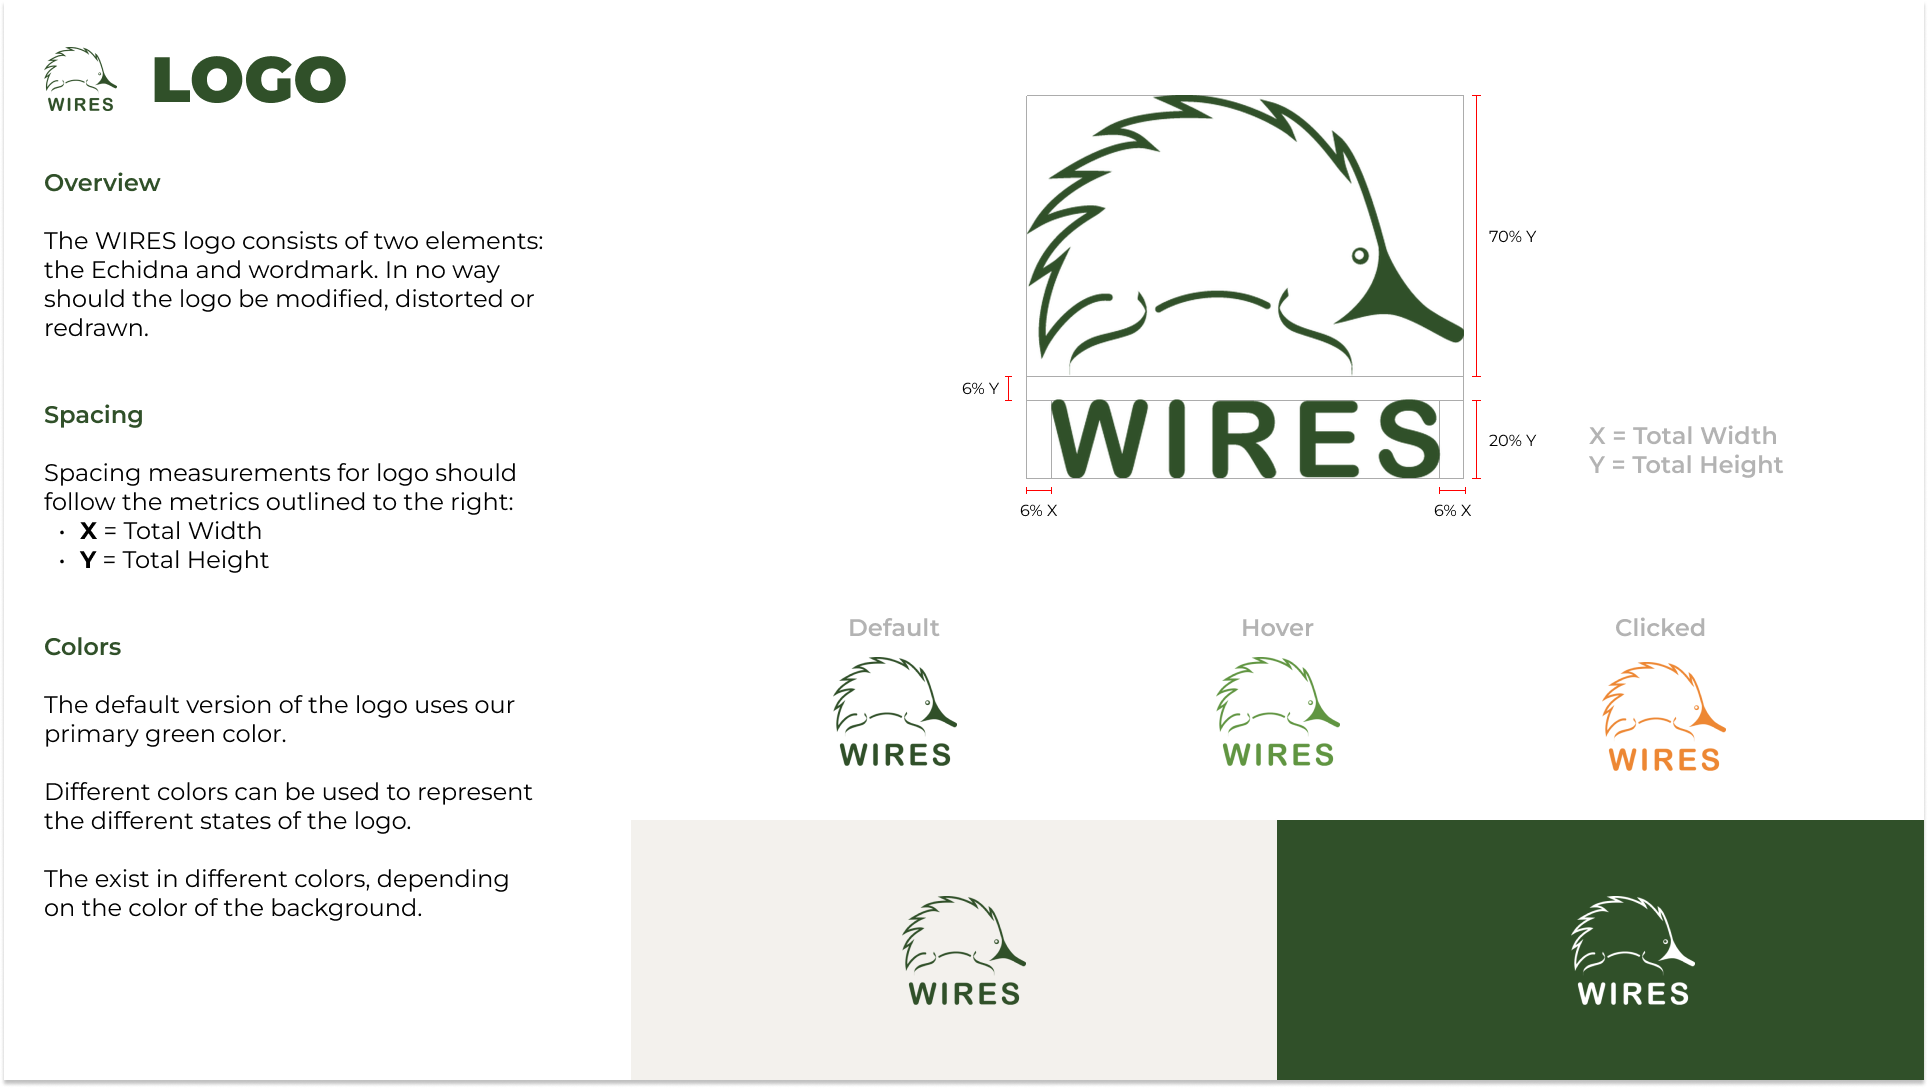 WIRES
LOGO
Overview
The WIRES logo consists of two elements:
the Echidna and wordmark. In no way
should the logo be modified, distorted or
redrawn.
Spacing
Spacing measurements for logo should
follow the metrics outlined to the right:
• X = Total Width
• Y = Total Height
Colors
The default version of the logo uses our
primary green color.
Different colors can be used to represent
the different states of the logo.
The exist in different colors, depending
on the color of the background.
70% Y
6% Y
WIRES
20% Y
6% X
6% X
X = Total Width
Y = Total Height
Default
Hover
Clicked
WIRES
WIRES
WIRES
WIRES
WIRES